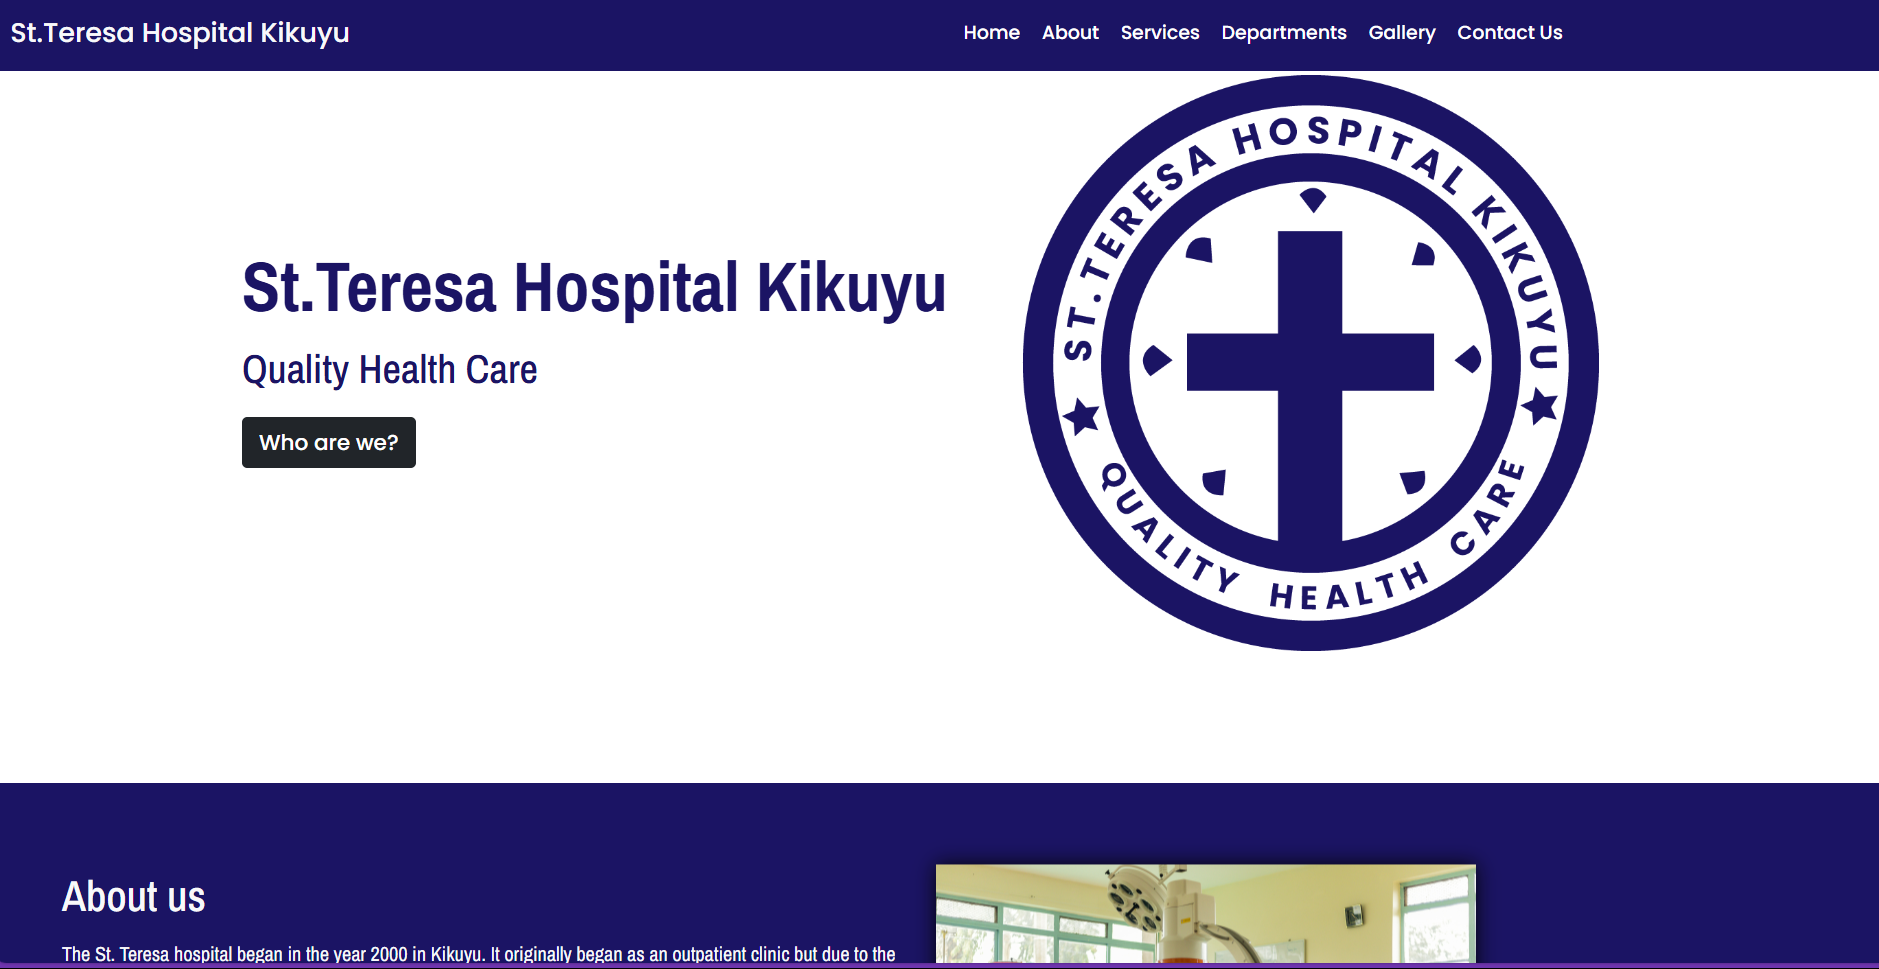 St.Teresa Hospital Kikuyu
Home About Services Departments Gallery Contact Us
St.Teresa Hospital Kikuyu
Quality Health Care
Who are we?
ST.TERESA HOSPITAL KIKUYU
QUALITY HEALTH CARE
About us
The St. Teresa hospital began in the year 2000 in Kikuyu. It originally began as an outpatient clinic but due to the